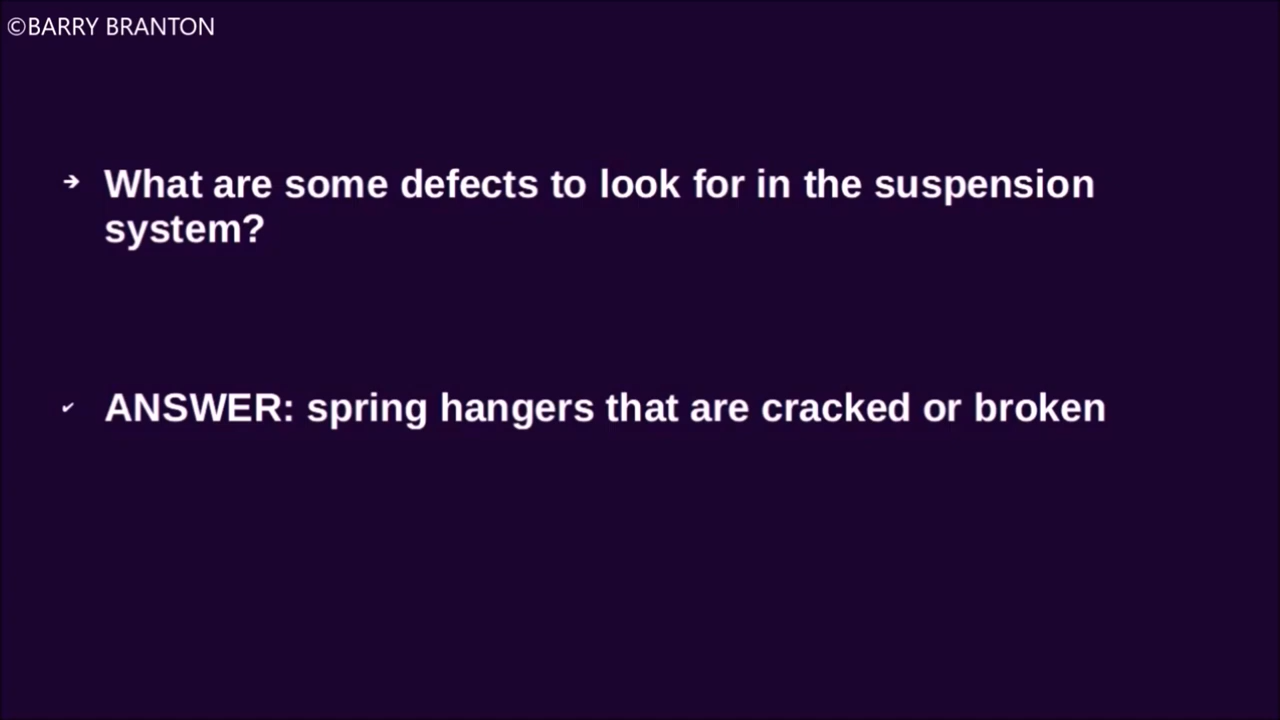 ©BARRY BRANTON
➔ What are some defects to look for in the suspension
system?
✔ ANSWER: spring hangers that are cracked or broken